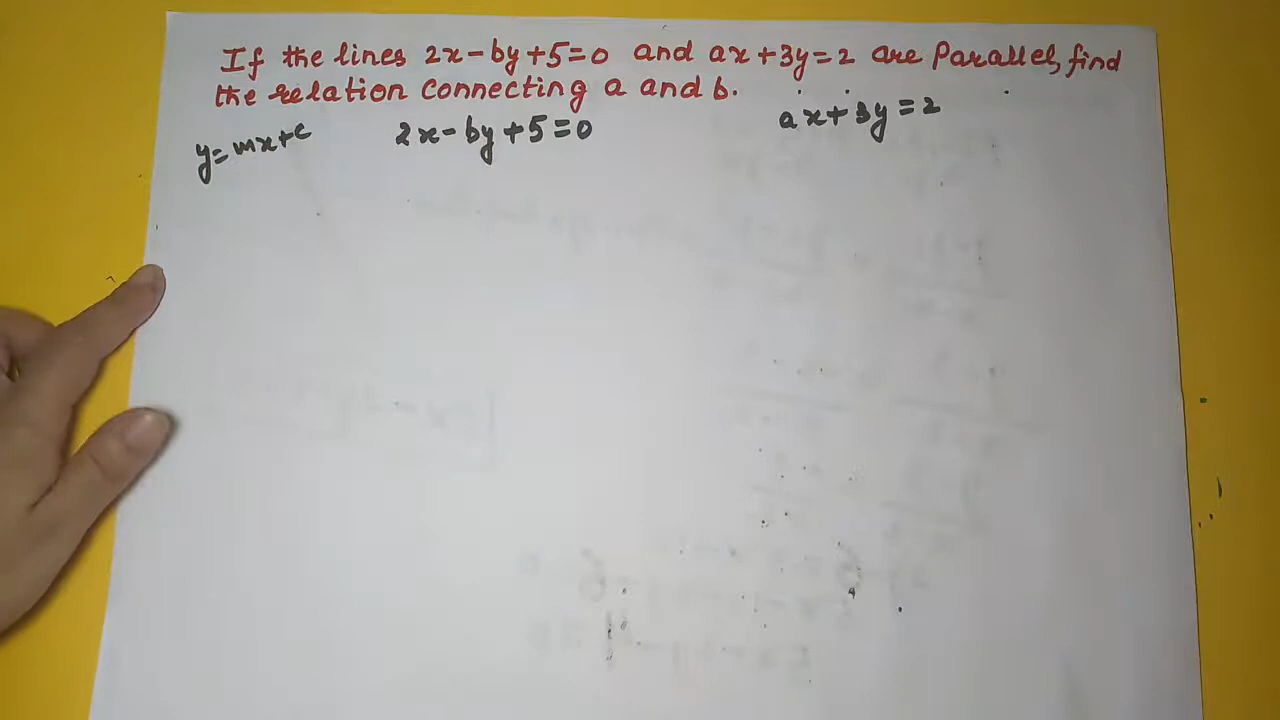 If the lines 2x-by+5=0 and ax+3y=2 are Parallel, find
the relation connecting a and b.
y=mx+c 2x-by+5=0 ax+3y=2